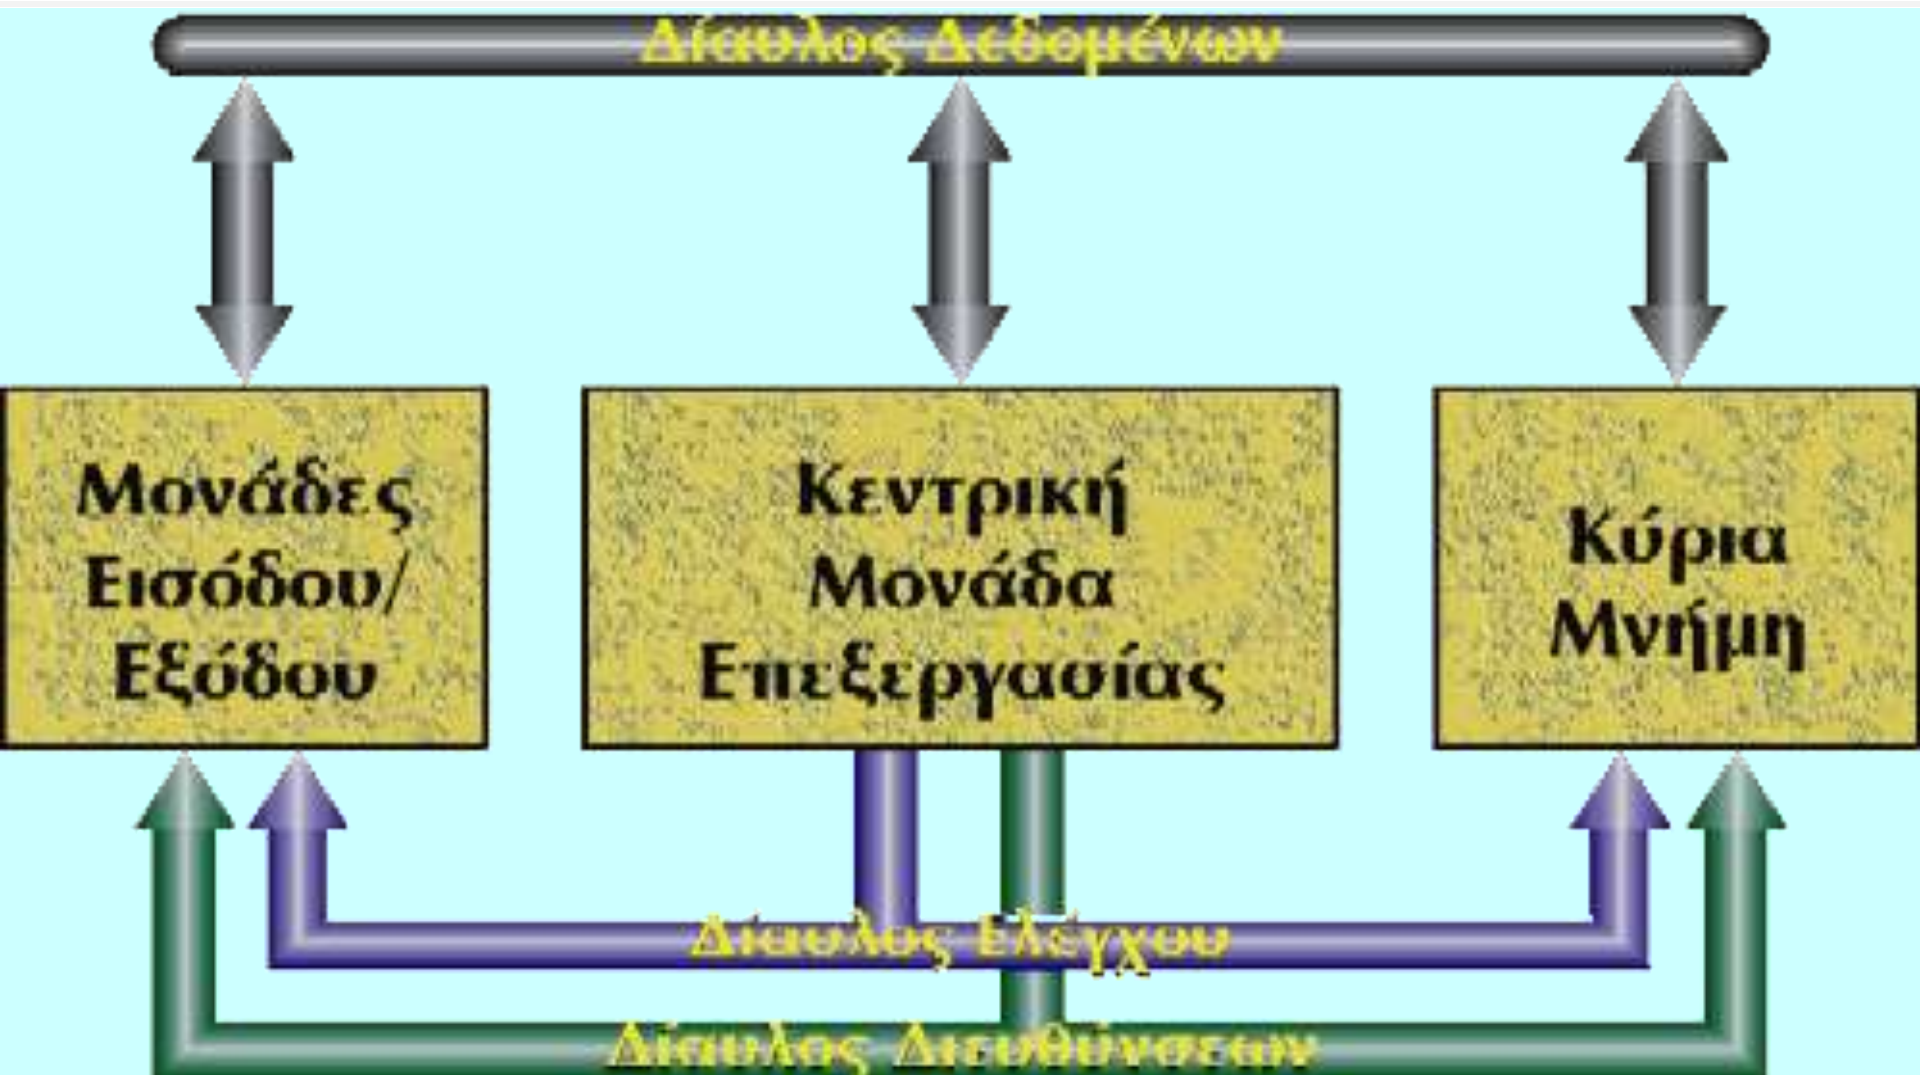 Δίαυλος Δεδομένων
Μονάδες
Εισόδου/
Εξόδου
Κεντρική
Μονάδα
Επεξεργασίας
Κύρια
Μνήμη
Δίαυλος Ελέγχου
Δίαυλος Διευθύνσεων